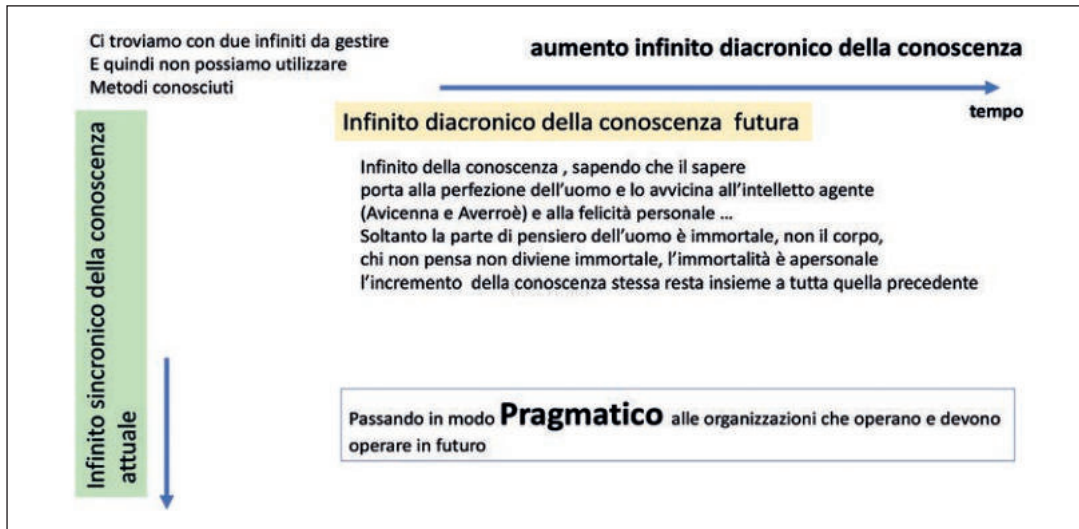 Ci troviamo con due infiniti da gestire
E quindi non possiamo utilizzare
Metodi conosciuti
aumento infinito diacronico della conoscenza
tempo
Infinito sincronico della conoscenza
attuale
Infinito diacronico della conoscenza futura
Infinito della conoscenza , sapendo che il sapere
porta alla perfezione dell'uomo e lo avvicina all'intelletto agente
(Avicenna e Averroè) e alla felicità personale ...
Soltanto la parte di pensiero dell'uomo è immortale, non il corpo,
chi non pensa non diviene immortale, l'immortalità è apersonale
l'incremento della conoscenza stessa resta insieme a tutta quella precedente
Passando in modo Pragmatico alle organizzazioni che operano e devono
operare in futuro